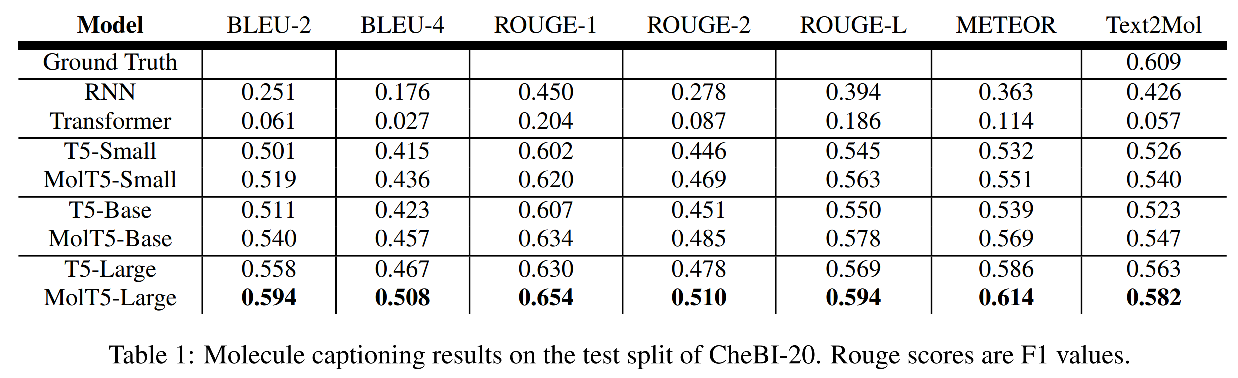 Model BLEU-2 BLEU-4 ROUGE-1 ROUGE-2 ROUGE-L METEOR Text2Mol
Ground Truth 0.609
RNN 0.251 0.176 0.450 0.278 0.394 0.363 0.426
Transformer 0.061 0.027 0.204 0.087 0.186 0.114 0.057
T5-Small 0.501 0.415 0.602 0.446 0.545 0.532 0.526
MolT5-Small 0.519 0.436 0.620 0.469 0.563 0.551 0.540
T5-Base 0.511 0.423 0.607 0.451 0.550 0.539 0.523
MolT5-Base 0.540 0.457 0.634 0.485 0.578 0.569 0.547
T5-Large 0.558 0.467 0.630 0.478 0.569 0.586 0.563
MolT5-Large 0.594 0.508 0.654 0.510 0.594 0.614 0.582
Table 1: Molecule captioning results on the test split of CheBI-20. Rouge scores are F1 values.